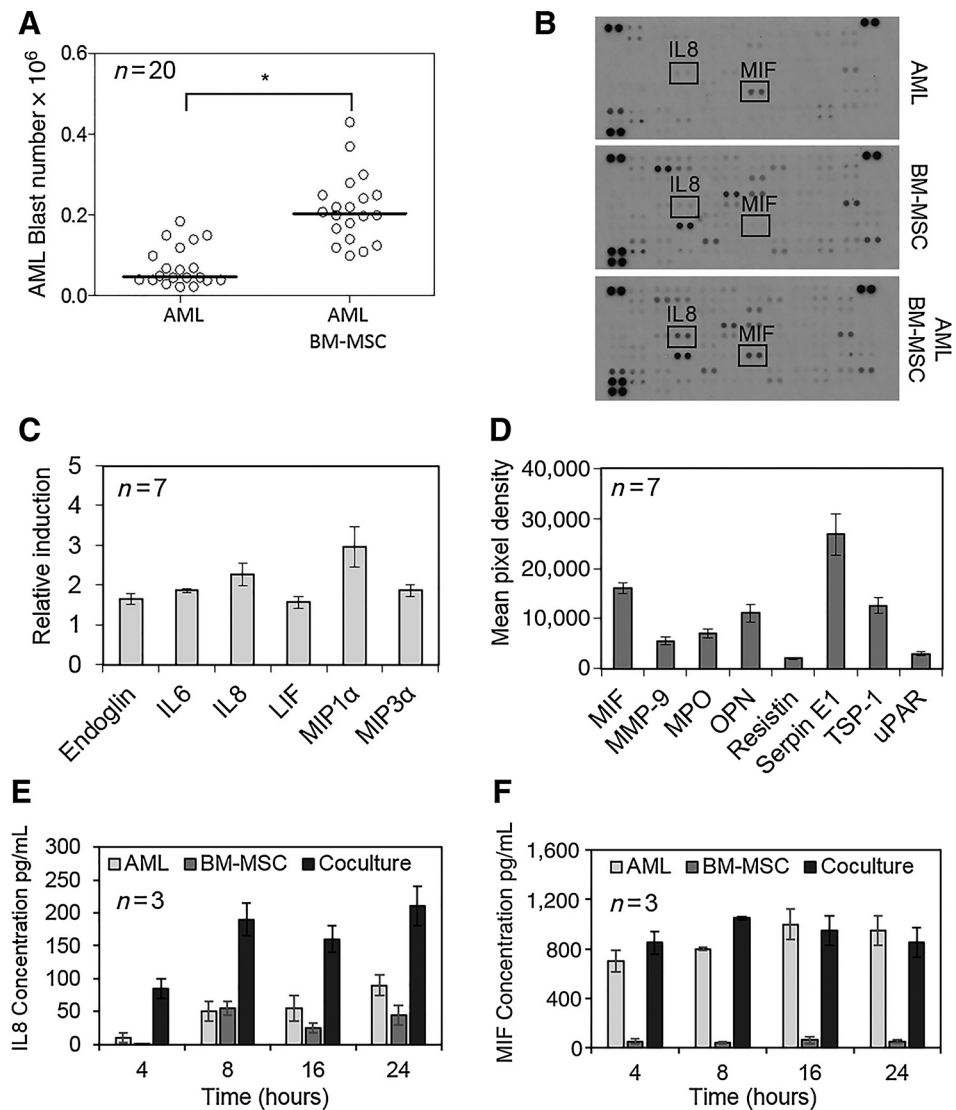 A
AML Blast number × 10⁶
0.6
0.4
0.2
0.0
n=20
*
AML
AML
BM-MSC
B
IL8
MIF
AML
IL8
MIF
BM-MSC
IL8
MIF
AML
BM-MSC
C
Relative induction
5
4
3
2
1
0
n=7
Endoglin
IL6
IL8
LIF
MIP1α
MIP3α
D
Mean pixel density
40,000
30,000
20,000
10,000
0
n=7
MIF
MMP-9
MPO
OPN
Resistin
Serpin E1
TSP-1
uPAR
E
IL8 Concentration pg/mL
300
250
200
150
100
50
0
AML BM-MSC Coculture
n=3
4 8 16 24
Time (hours)
F
MIF Concentration pg/mL
1,600
1,200
800
400
0
AML BM-MSC Coculture
n=3
4 8 16 24
Time (hours)